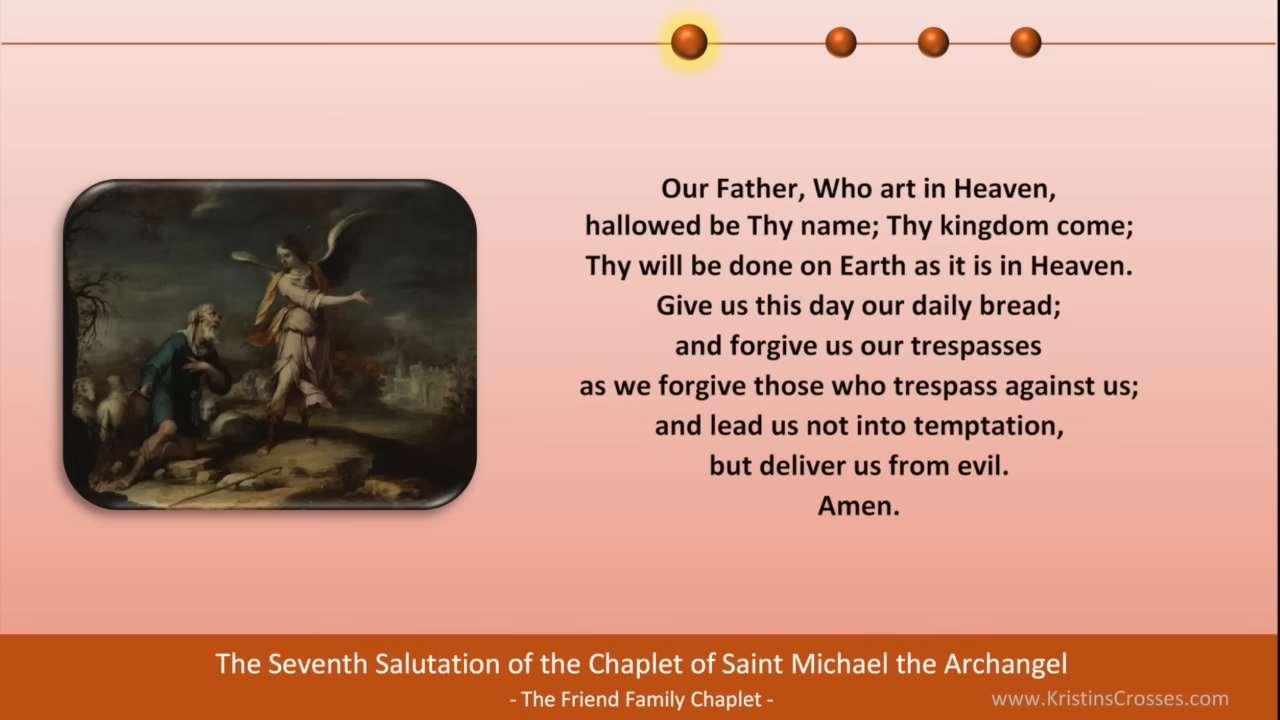 Our Father, Who art in Heaven,
hallowed be Thy name; Thy kingdom come;
Thy will be done on Earth as it is in Heaven.
Give us this day our daily bread;
and forgive us our trespasses
as we forgive those who trespass against us;
and lead us not into temptation,
but deliver us from evil.
Amen.
The Seventh Salutation of the Chaplet of Saint Michael the Archangel
- The Friend Family Chaplet -
www.KristinsCrosses.com